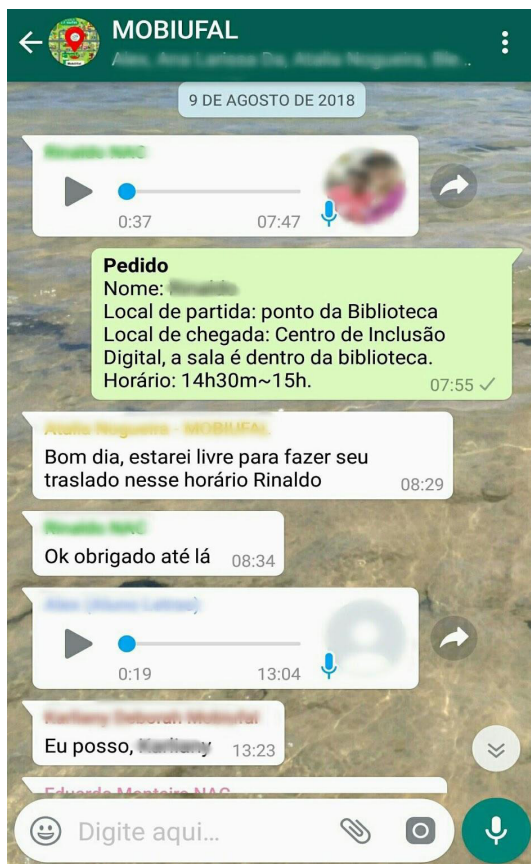 MOBIUFAL
9 DE AGOSTO DE 2018
0:37 07:47
Pedido
Nome:
Local de partida: ponto da Biblioteca
Local de chegada: Centro de Inclusão
Digital, a sala é dentro da biblioteca.
Horário: 14h30m~15h.
07:55
Bom dia, estarei livre para fazer seu
traslado nesse horário Rinaldo
08:29
Ok obrigado até lá 08:34
0:19 13:04
Eu posso, 13:23
Digite aqui...